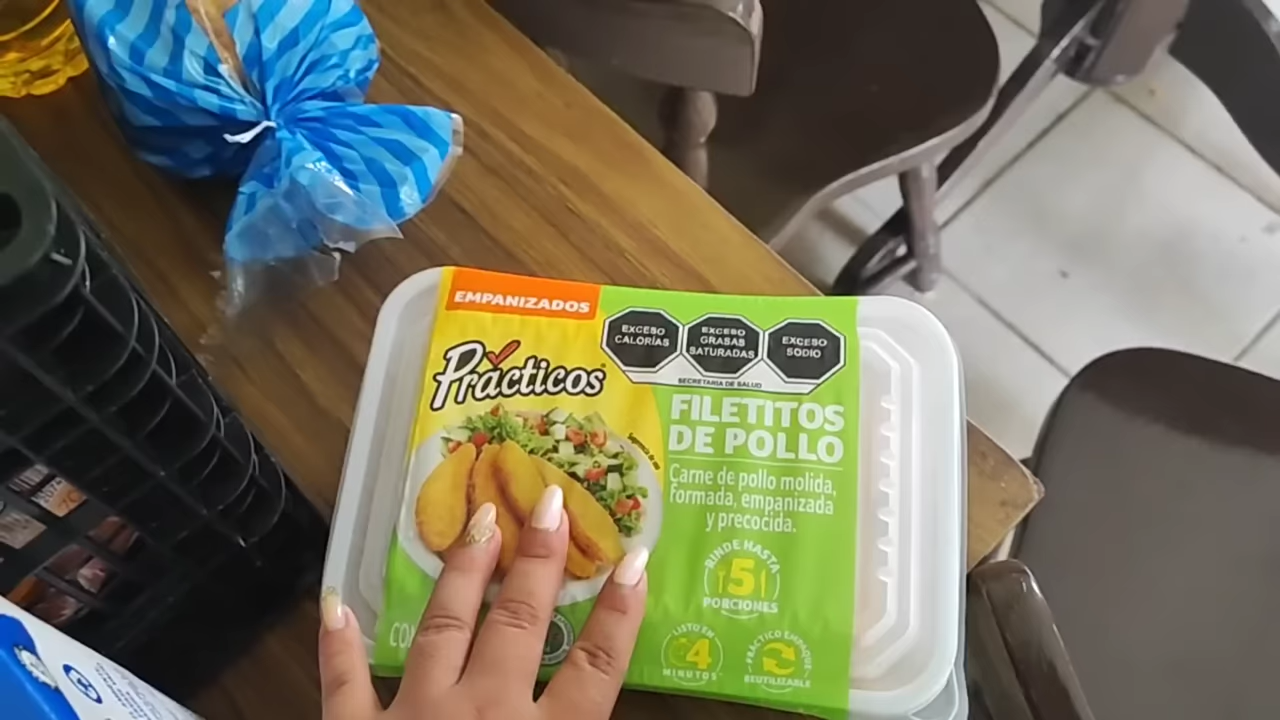 EMPANIZADOS
Prácticos
EXCESO
CALORÍAS
EXCESO
GRASAS
SATURADAS
EXCESO
SODIO
SECRETARÍA DE SALUD
FILETITOS
DE POLLO
Carne de pollo molida,
formada, empanizada
y precocida.
RINDE HASTA
5
PORCIONES
LISTO EN
4
MINUTOS
PRÁCTICO EMPAQUE
REUTILIZABLE